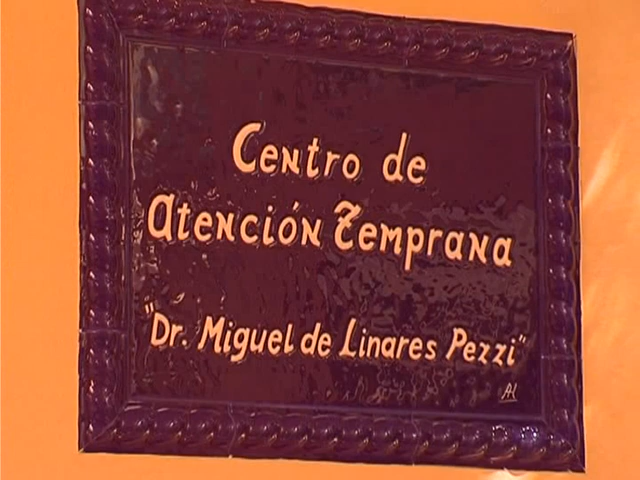 Centro de
Atención Temprana
"Dr. Miguel de Linares Pezzi"